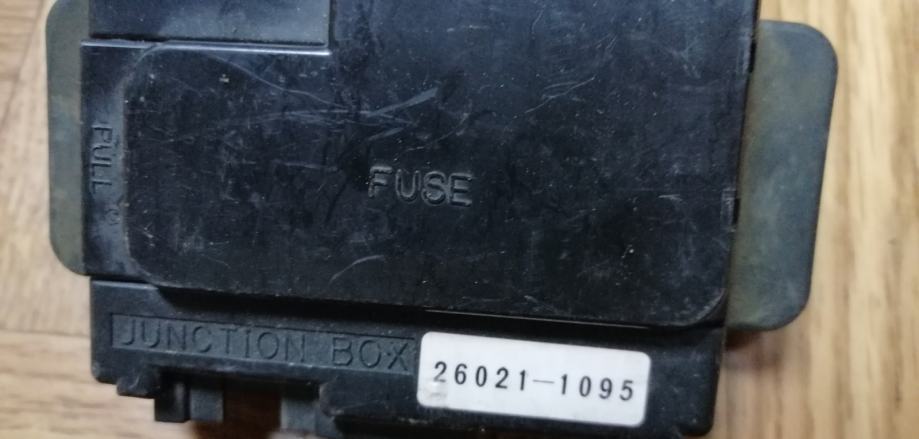 PULL
FUSE
JUNCTION BOX
26021-1095